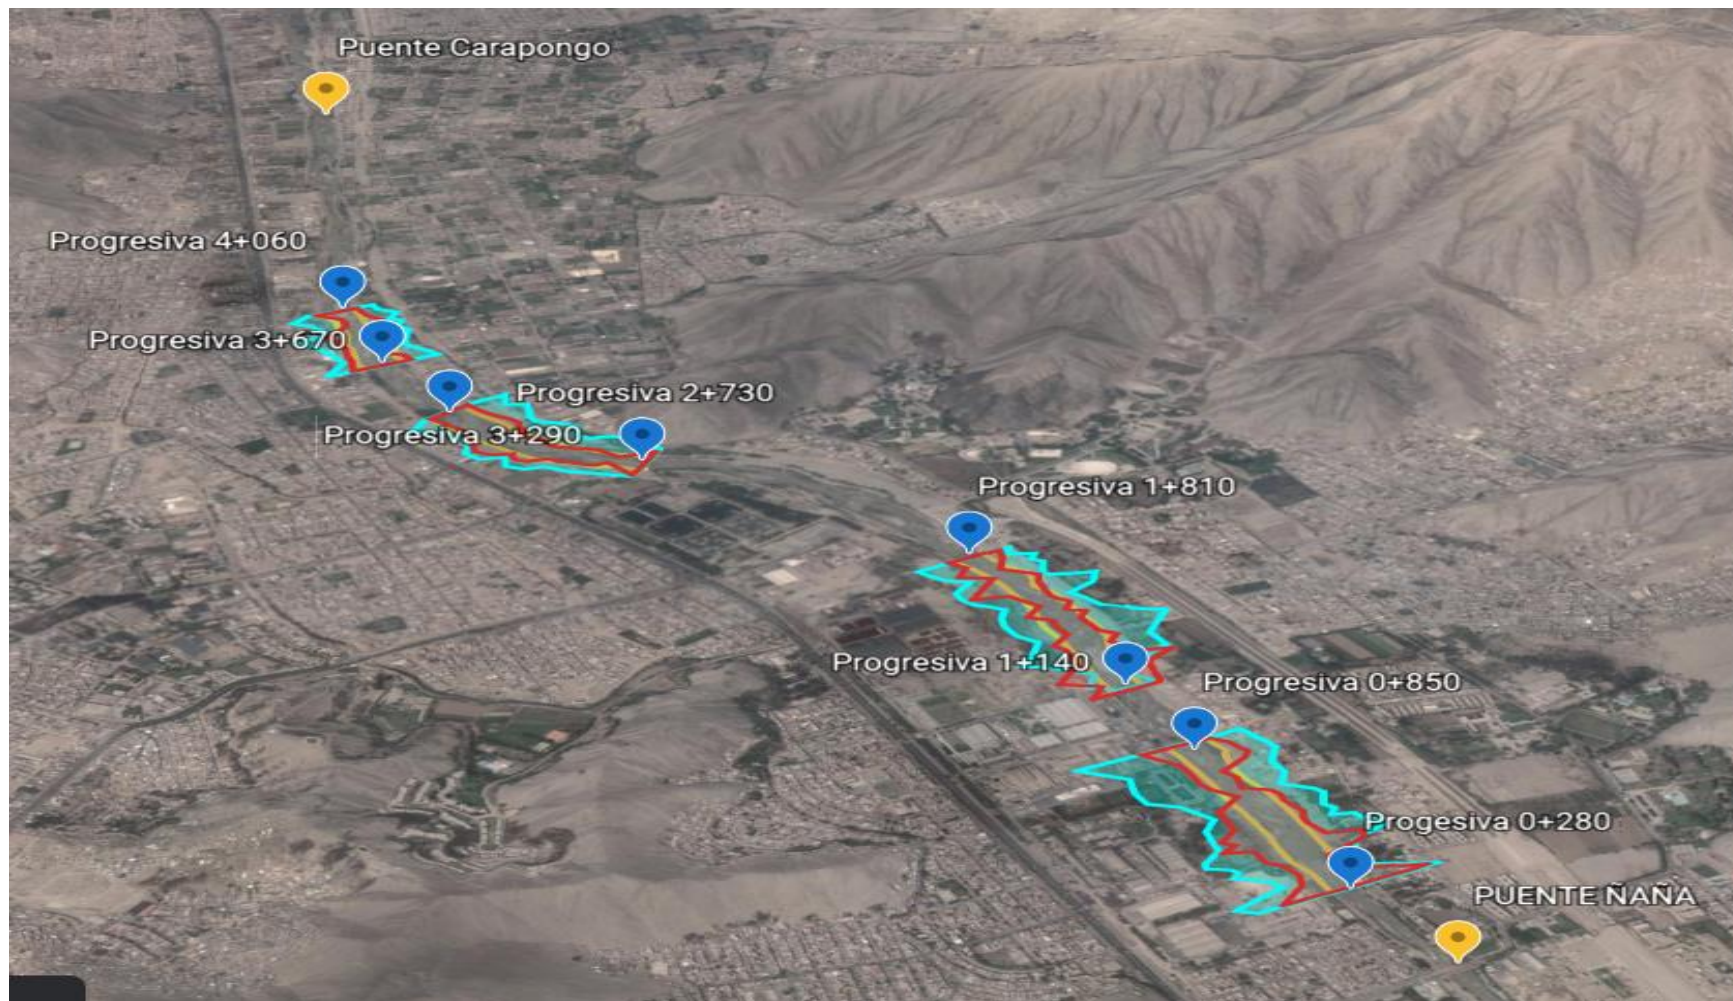 Puente Carapongo
Progresiva 4+060
Progresiva 3+670
Progresiva 2+730
Progresiva 3+290
Progresiva 1+810
Progresiva 1+140
Progresiva 0+850
Progesiva 0+280
PUENTE ÑAÑA